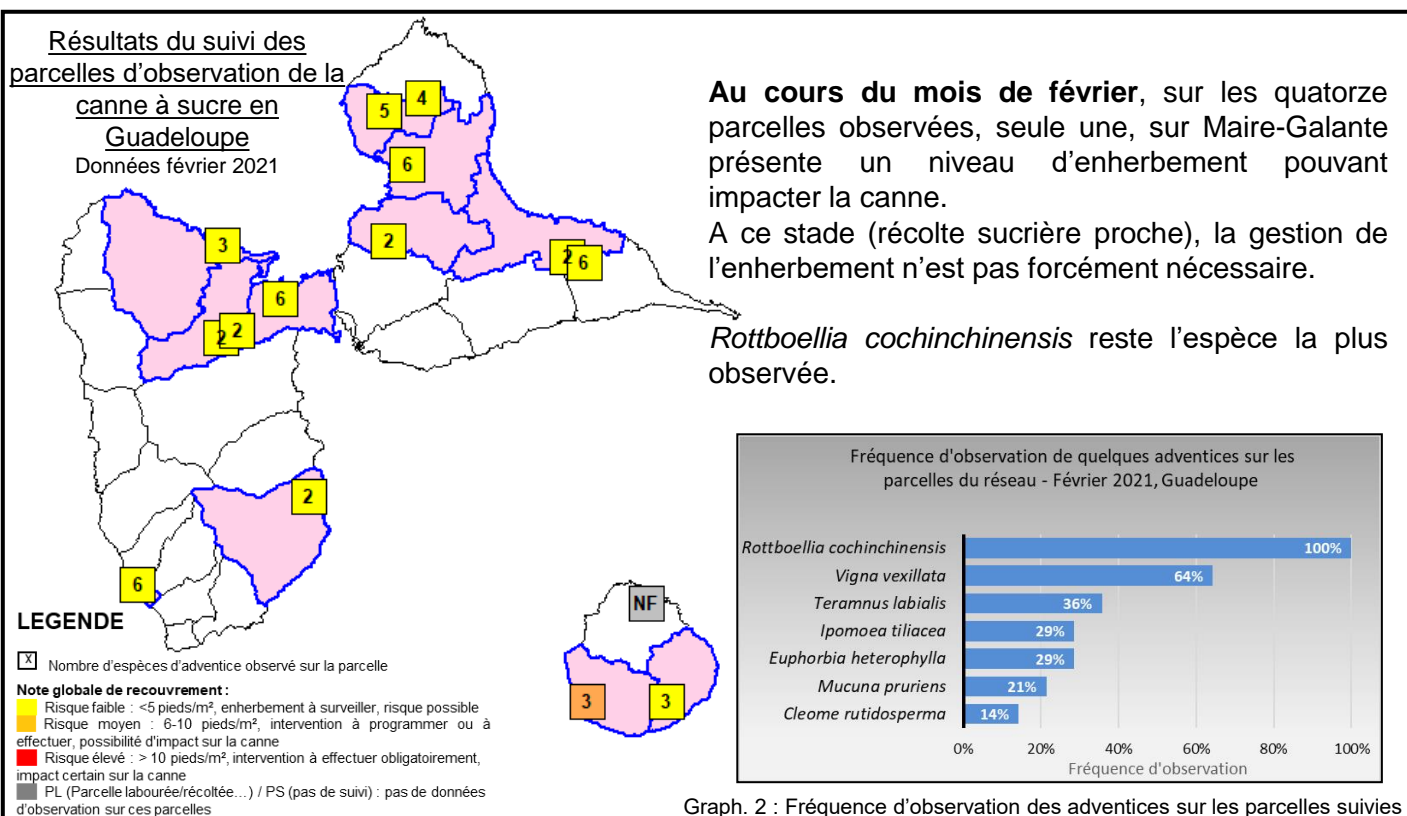 Résultats du suivi des
parcelles d'observation de la
canne à sucre en
Guadeloupe
Données février 2021
5
4
6
3
2
2
6
6
2
2
2
6
NF
3
3
LEGENDE
X Nombre d'espèces d'adventice observé sur la parcelle
Note globale de recouvrement :
Risque faible : <5 pieds/m², enherbement à surveiller, risque possible
Risque moyen : 6-10 pieds/m², intervention à programmer ou à
effectuer, possibilité d'impact sur la canne
Risque élevé : > 10 pieds/m², intervention à effectuer obligatoirement,
impact certain sur la canne
PL (Parcelle labourée/récoltée…) / PS (pas de suivi) : pas de données
d'observation sur ces parcelles
Au cours du mois de février, sur les quatorze
parcelles observées, seule une, sur Maire-Galante
présente un niveau d'enherbement pouvant
impacter la canne.
A ce stade (récolte sucrière proche), la gestion de
l'enherbement n'est pas forcément nécessaire.
Rottboellia cochinchinensis reste l'espèce la plus
observée.
Fréquence d'observation de quelques adventices sur les
parcelles du réseau - Février 2021, Guadeloupe
Rottboellia cochinchinensis 100%
Vigna vexillata 64%
Teramnus labialis 36%
Ipomoea tiliacea 29%
Euphorbia heterophylla 29%
Mucuna pruriens 21%
Cleome rutidosperma 14%
0% 20% 40% 60% 80% 100%
Fréquence d'observation
Graph. 2 : Fréquence d'observation des adventices sur les parcelles suivies